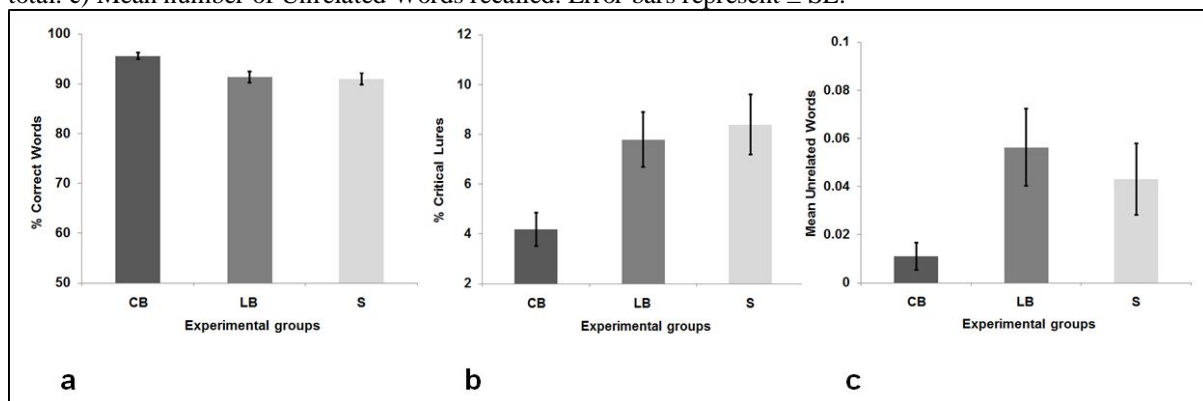 total. c) Mean number of Unrelated Words recalled. Error bars represent ± SE.
% Correct Words
100
90
80
70
60
50
CB LB S
Experimental groups
a
% Critical Lures
12
10
8
6
4
2
CB LB S
Experimental groups
b
Mean Unrelated Words
0.1
0.08
0.06
0.04
0.02
0
CB LB S
Experimental groups
c